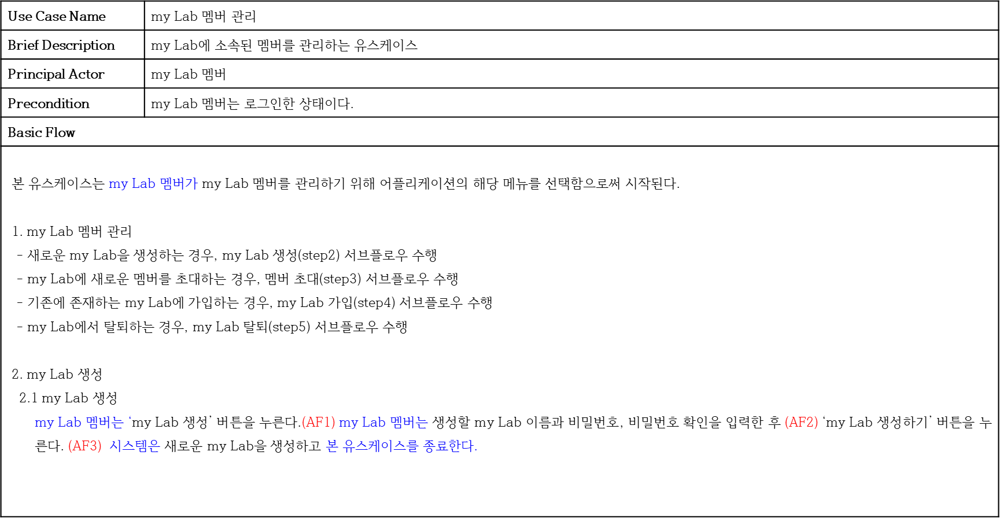 Use Case Name my Lab 멤버 관리
Brief Description my Lab에 소속된 멤버를 관리하는 유스케이스
Principal Actor my Lab 멤버
Precondition my Lab 멤버는 로그인한 상태이다.
Basic Flow
본 유스케이스는 my Lab 멤버가 my Lab 멤버를 관리하기 위해 어플리케이션의 해당 메뉴를 선택함으로써 시작된다.
1. my Lab 멤버 관리
- 새로운 my Lab을 생성하는 경우, my Lab 생성(step2) 서브플로우 수행
- my Lab에 새로운 멤버를 초대하는 경우, 멤버 초대(step3) 서브플로우 수행
- 기존에 존재하는 my Lab에 가입하는 경우, my Lab 가입(step4) 서브플로우 수행
- my Lab에서 탈퇴하는 경우, my Lab 탈퇴(step5) 서브플로우 수행
2. my Lab 생성
2.1 my Lab 생성
my Lab 멤버는 ‘my Lab 생성’ 버튼을 누른다.(AF1) my Lab 멤버는 생성할 my Lab 이름과 비밀번호, 비밀번호 확인을 입력한 후 (AF2) ‘my Lab 생성하기’ 버튼을 누
른다. (AF3) 시스템은 새로운 my Lab을 생성하고 본 유스케이스를 종료한다.